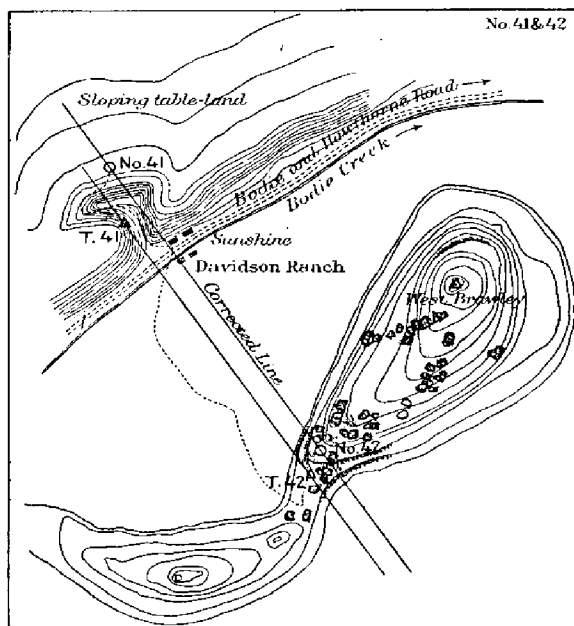 No. 41 & 42
Sloping table-land
No. 41
Bodie and Hawthorne Road
Bodie Creek
T. 41
Sunshine
Davidson Ranch
West Brawley
Corrected Line
No. 42
T. 42